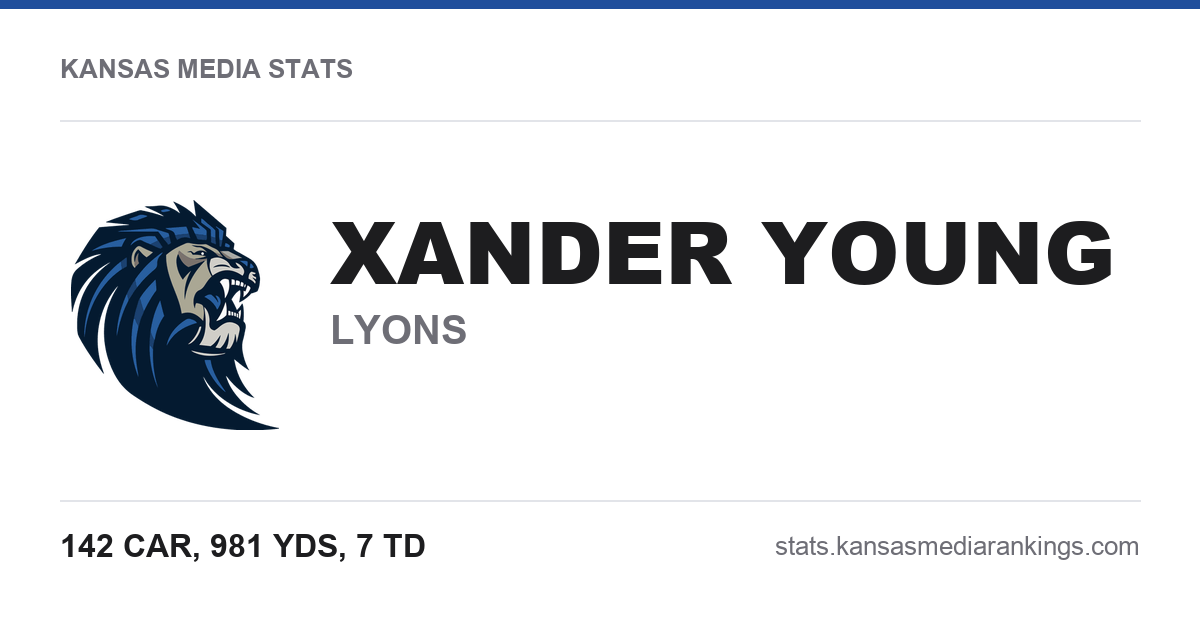 KANSAS MEDIA STATS
XANDER YOUNG
LYONS
142 CAR, 981 YDS, 7 TD
stats.kansasmediarankings.com